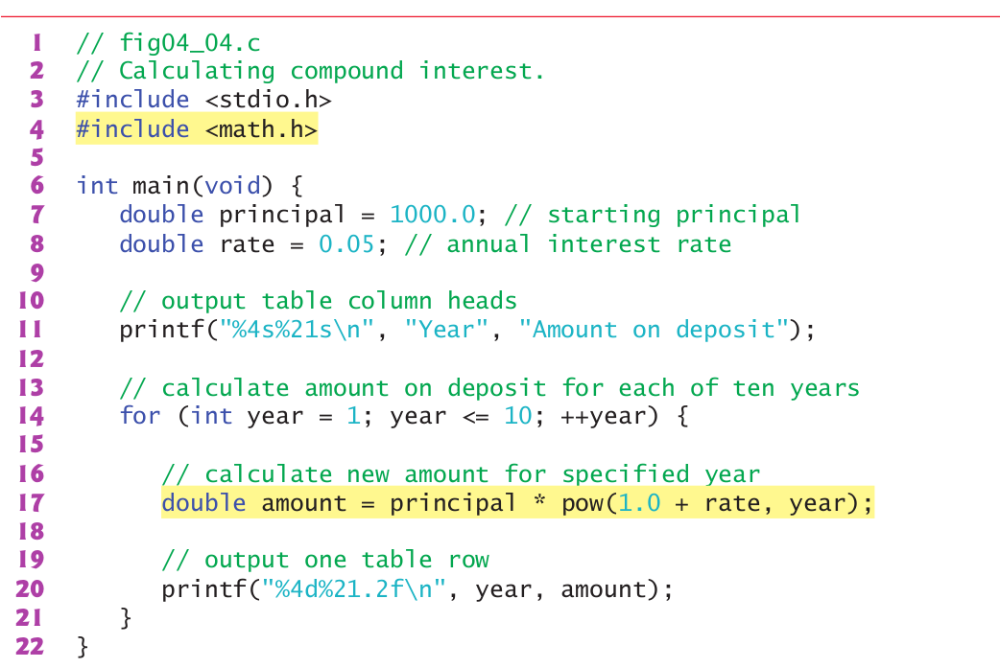 1 // fig04_04.c
2 // Calculating compound interest.
3 #include <stdio.h>
4 #include <math.h>
5
6 int main(void) {
7    double principal = 1000.0; // starting principal
8    double rate = 0.05; // annual interest rate
9
10    // output table column heads
11    printf("%4s%21s\n", "Year", "Amount on deposit");
12
13    // calculate amount on deposit for each of ten years
14    for (int year = 1; year <= 10; ++year) {
15
16       // calculate new amount for specified year
17       double amount = principal * pow(1.0 + rate, year);
18
19       // output one table row
20       printf("%4d%21.2f\n", year, amount);
21    }
22 }